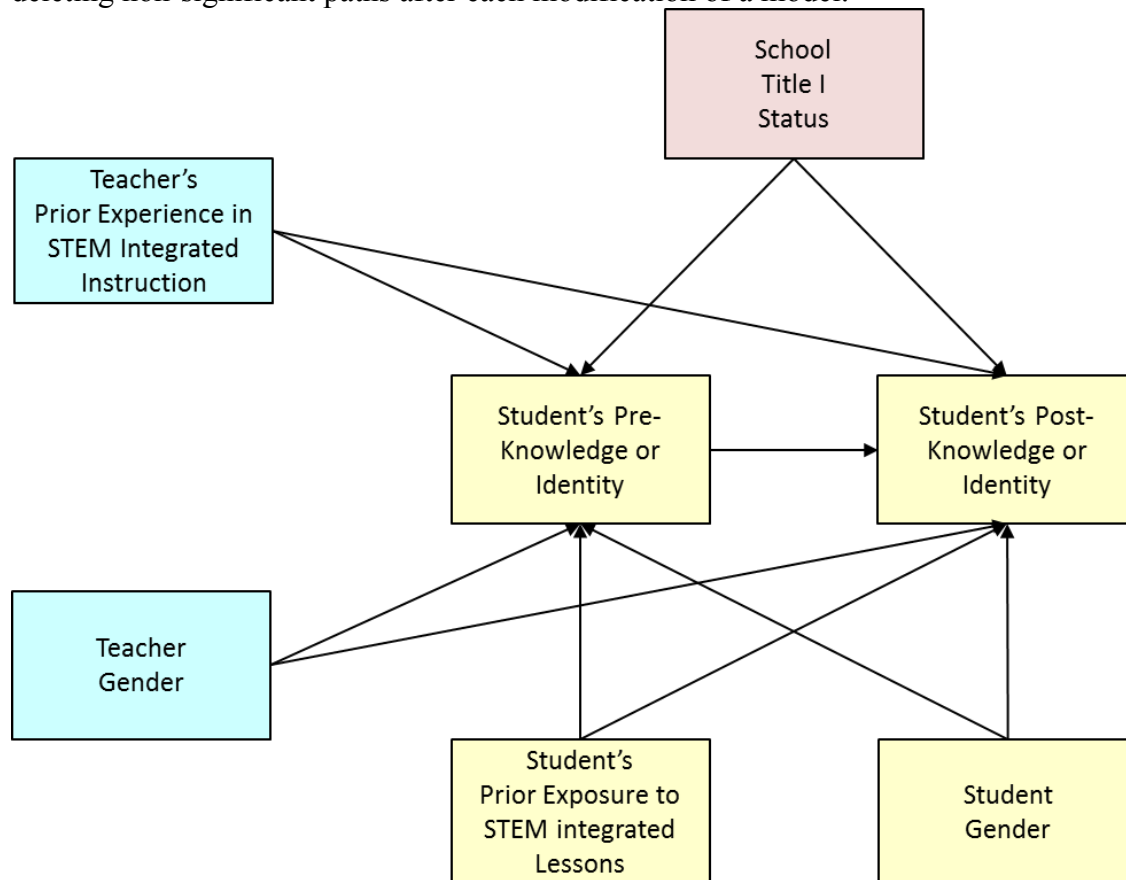 deleting non-significant paths after each modification of a model.
School
Title I
Status
Teacher's
Prior Experience in
STEM Integrated
Instruction
Student's Pre-
Knowledge or
Identity
Student's Post-
Knowledge or
Identity
Teacher
Gender
Student's
Prior Exposure to
STEM integrated
Lessons
Student
Gender